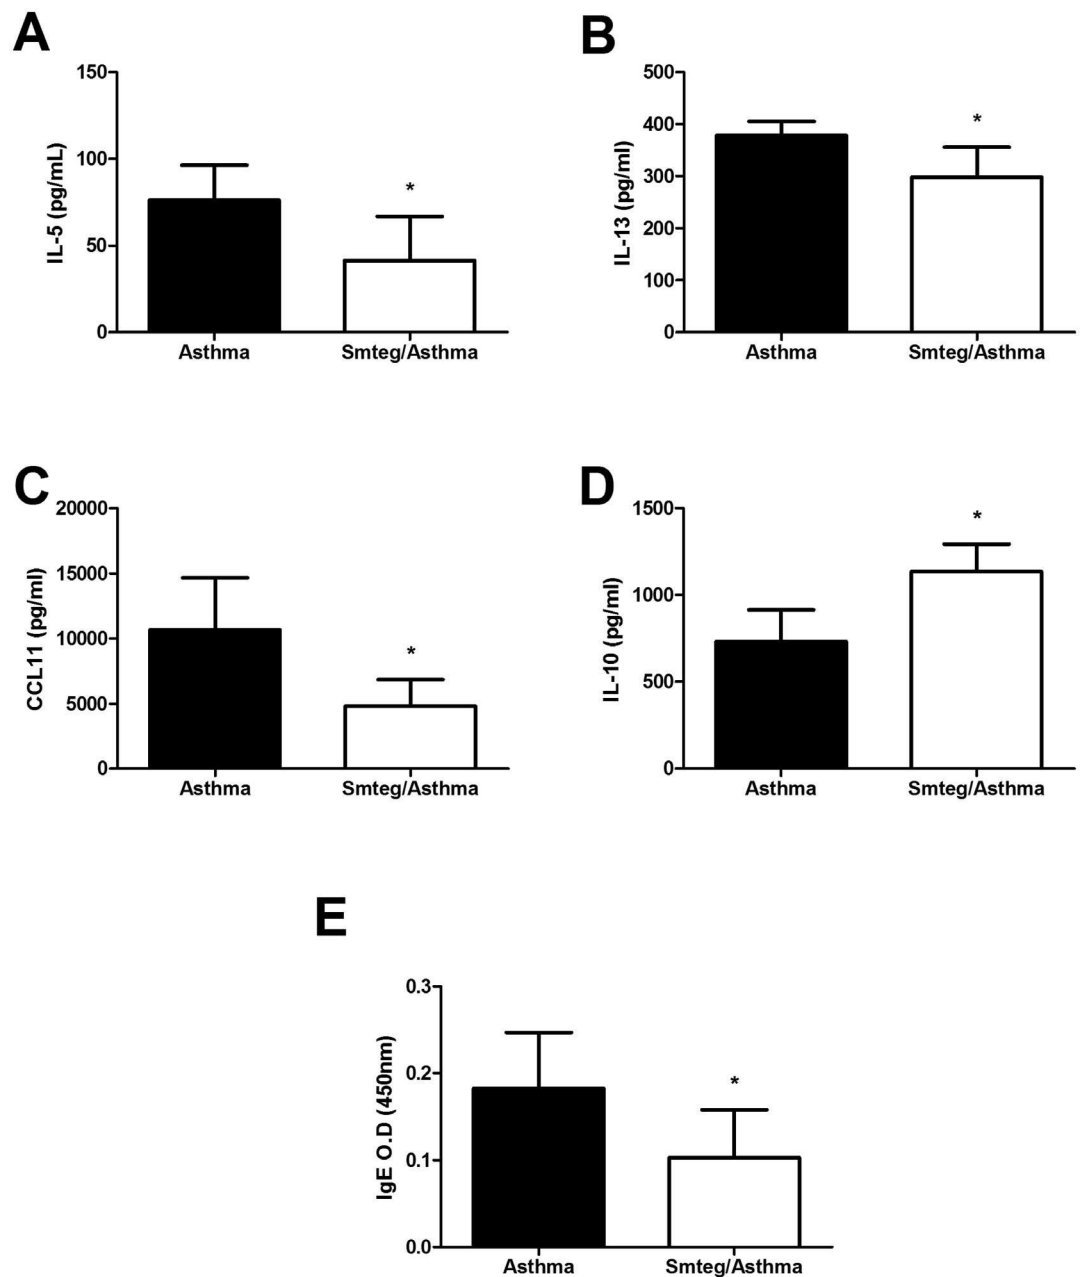 A
IL-5 (pg/mL)
150
100
50
0
*
Asthma
Smteg/Asthma
B
IL-13 (pg/ml)
500
400
300
200
100
0
*
Asthma
Smteg/Asthma
C
CCL11 (pg/ml)
20000
15000
10000
5000
0
*
Asthma
Smteg/Asthma
D
IL-10 (pg/ml)
1500
1000
500
0
*
Asthma
Smteg/Asthma
E
IgE O.D (450nm)
0.3
0.2
0.1
0.0
*
Asthma
Smteg/Asthma